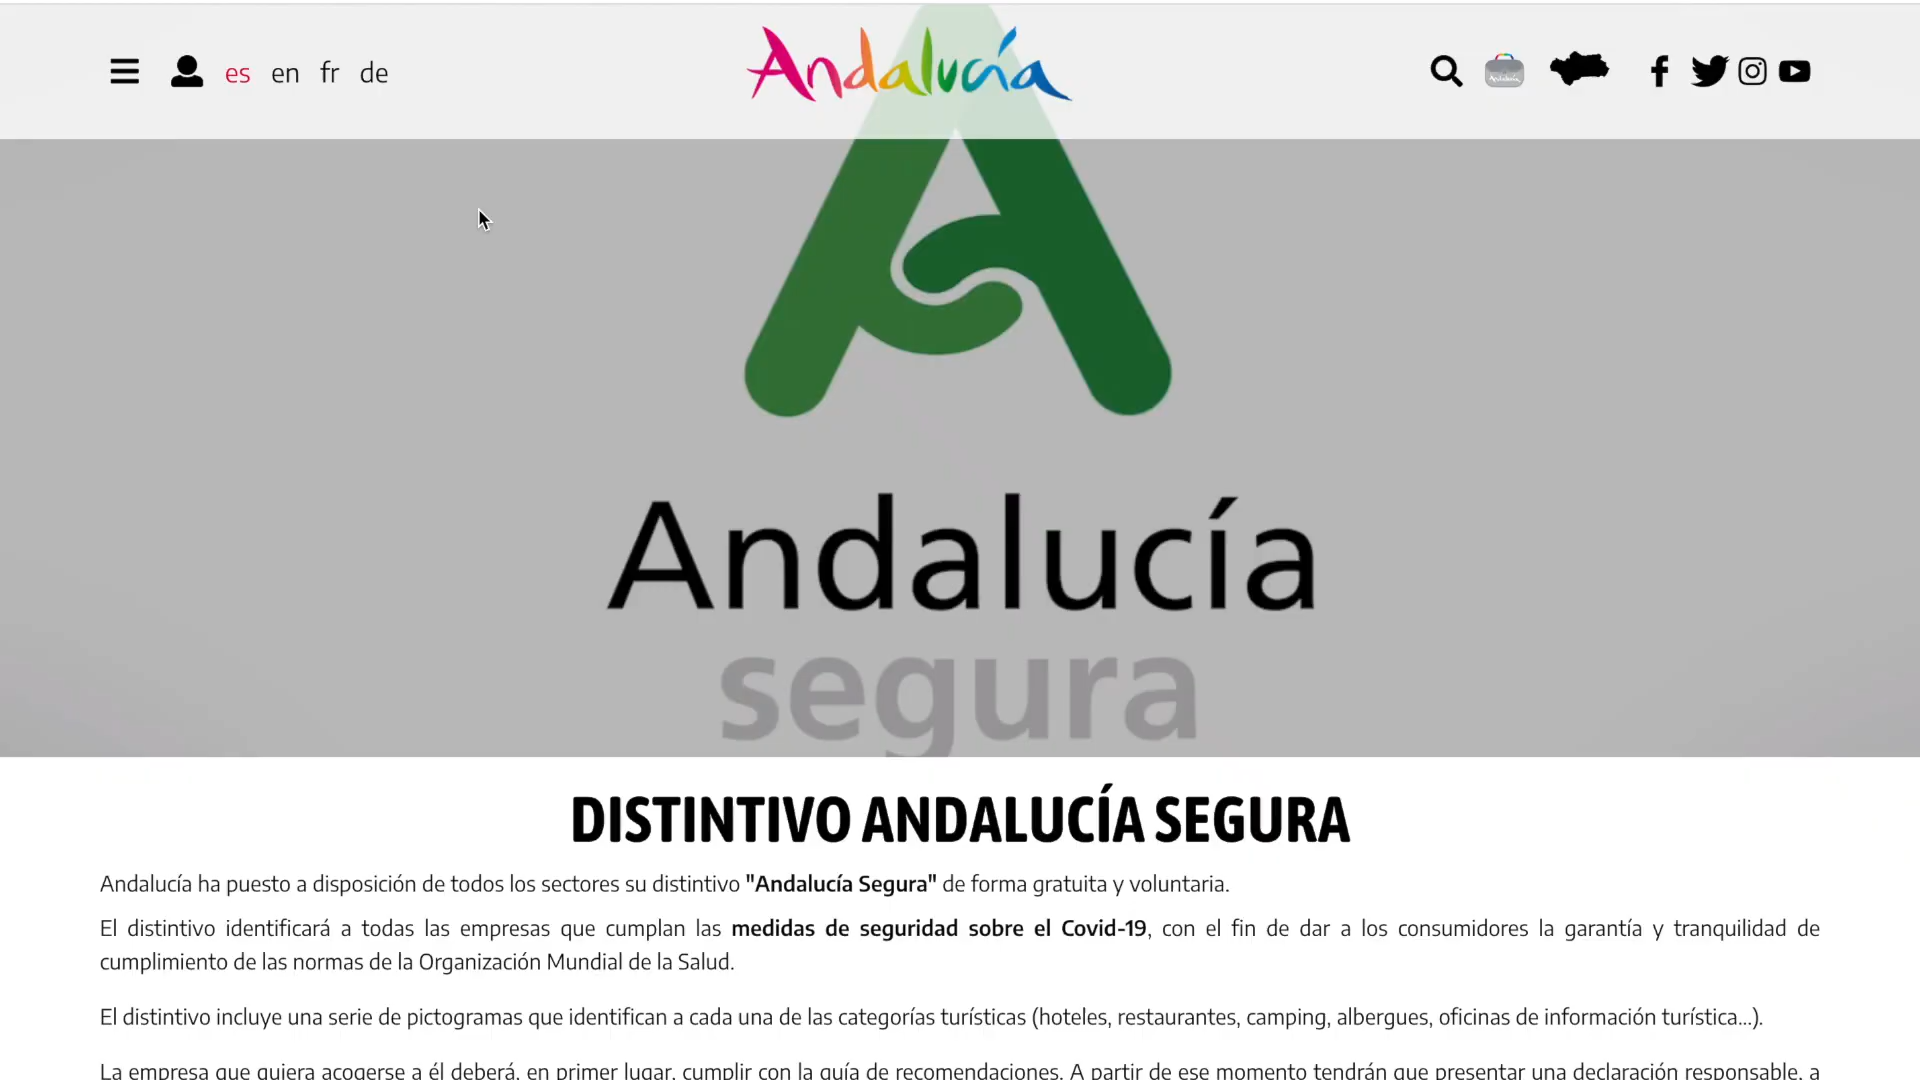 es en fr de
Andalucía
Andalucía
segura
DISTINTIVO ANDALUCÍA SEGURA
Andalucía ha puesto a disposición de todos los sectores su distintivo "Andalucía Segura" de forma gratuita y voluntaria.
El distintivo identificará a todas las empresas que cumplan las medidas de seguridad sobre el Covid-19, con el fin de dar a los consumidores la garantía y tranquilidad de
cumplimiento de las normas de la Organización Mundial de la Salud.
El distintivo incluye una serie de pictogramas que identifican a cada una de las categorías turísticas (hoteles, restaurantes, camping, albergues, oficinas de información turística...).
La empresa que quiera acogerse a él deberá, en primer lugar, cumplir con la guía de recomendaciones. A partir de ese momento tendrán que presentar una declaración responsable, a